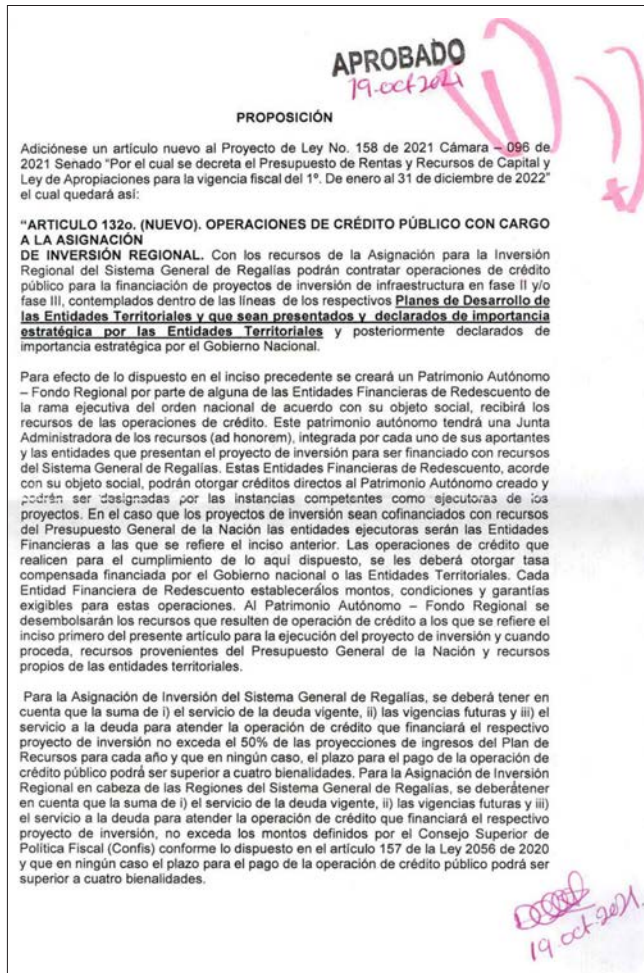 APROBADO
19-oct-2021
PROPOSICIÓN
Adiciónese un artículo nuevo al Proyecto de Ley No. 158 de 2021 Cámara – 096 de
2021 Senado "Por el cual se decreta el Presupuesto de Rentas y Recursos de Capital y
Ley de Apropiaciones para la vigencia fiscal del 1º. De enero al 31 de diciembre de 2022"
el cual quedará así:
"ARTICULO 132o. (NUEVO). OPERACIONES DE CRÉDITO PÚBLICO CON CARGO
A LA ASIGNACIÓN
DE INVERSIÓN REGIONAL. Con los recursos de la Asignación para la Inversión
Regional del Sistema General de Regalías podrán contratar operaciones de crédito
público para la financiación de proyectos de inversión de infraestructura en fase II y/o
fase III, contemplados dentro de las líneas de los respectivos Planes de Desarrollo de
las Entidades Territoriales y que sean presentados y declarados de importancia
estratégica por las Entidades Territoriales y posteriormente declarados de
importancia estratégica por el Gobierno Nacional.
Para efecto de lo dispuesto en el inciso precedente se creará un Patrimonio Autónomo
– Fondo Regional por parte de alguna de las Entidades Financieras de Redescuento de
la rama ejecutiva del orden nacional de acuerdo con su objeto social, recibirá los
recursos de las operaciones de crédito. Este patrimonio autónomo tendrá una Junta
Administradora de los recursos (ad honorem), integrada por cada uno de sus aportantes
y las entidades que presentan el proyecto de inversión para ser financiado con recursos
del Sistema General de Regalías. Estas Entidades Financieras de Redescuento, acorde
con su objeto social, podrán otorgar créditos directos al Patrimonio Autónomo creado y
podrán ser designadas por las instancias competentes como ejecutoras de los
proyectos. En el caso que los proyectos de inversión sean cofinanciados con recursos
del Presupuesto General de la Nación las entidades ejecutoras serán las Entidades
Financieras a las que se refiere el inciso anterior. Las operaciones de crédito que
realicen para el cumplimiento de lo aquí dispuesto, se les deberá otorgar tasa
compensada financiada por el Gobierno nacional o las Entidades Territoriales. Cada
Entidad Financiera de Redescuento establecerálos montos, condiciones y garantías
exigibles para estas operaciones. Al Patrimonio Autónomo – Fondo Regional se
desembolsarán los recursos que resulten de operación de crédito a los que se refiere el
inciso primero del presente artículo para la ejecución del proyecto de inversión y cuando
proceda, recursos provenientes del Presupuesto General de la Nación y recursos
propios de las entidades territoriales.
Para la Asignación de Inversión del Sistema General de Regalías, se deberá tener en
cuenta que la suma de i) el servicio de la deuda vigente, ii) las vigencias futuras y iii) el
servicio a la deuda para atender la operación de crédito que financiará el respectivo
proyecto de inversión no exceda el 50% de las proyecciones de ingresos del Plan de
Recursos para cada año y que en ningún caso, el plazo para el pago de la operación de
crédito público podrá ser superior a cuatro bienalidades. Para la Asignación de Inversión
Regional en cabeza de las Regiones del Sistema General de Regalías, se deberátener
en cuenta que la suma de i) el servicio de la deuda vigente, ii) las vigencias futuras y iii)
el servicio a la deuda para atender la operación de crédito que financiará el respectivo
proyecto de inversión, no exceda los montos definidos por el Consejo Superior de
Política Fiscal (Confis) conforme lo dispuesto en el artículo 157 de la Ley 2056 de 2020
y que en ningún caso el plazo para el pago de la operación de crédito público podrá ser
superior a cuatro bienalidades.
19 oct. 2021.